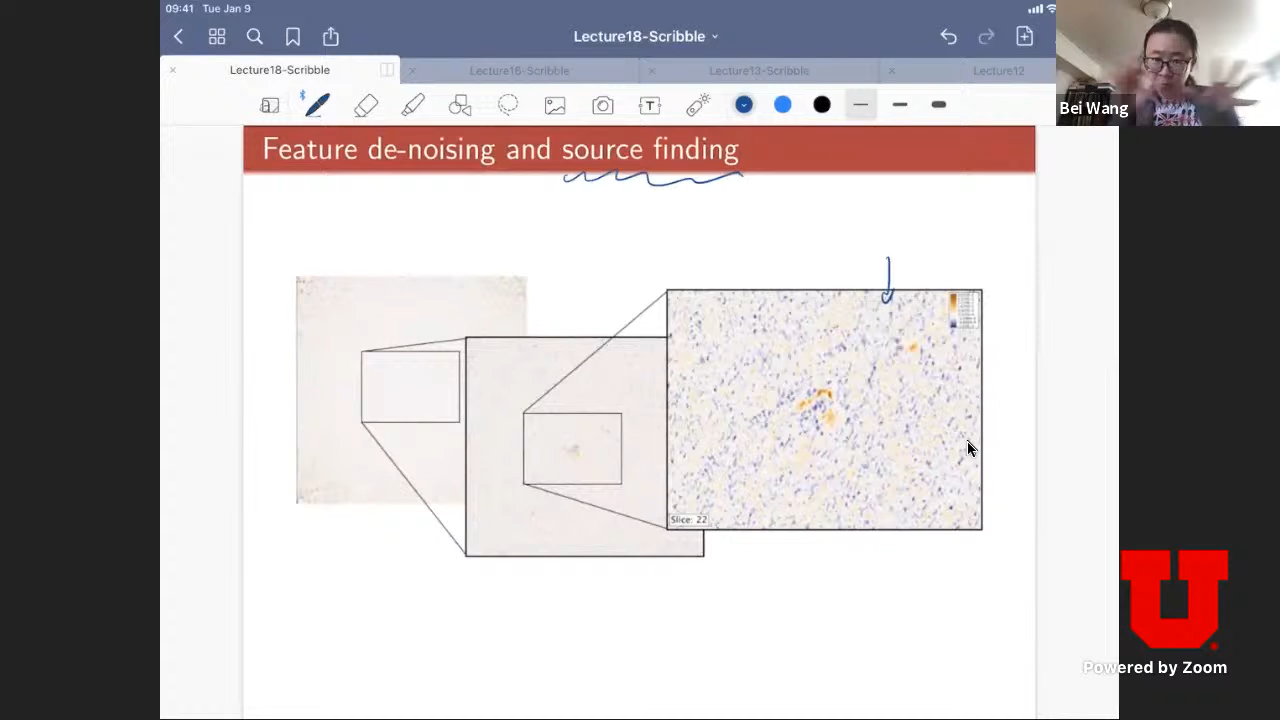 09:41 Tue Jan 9
Lecture18-Scribble
Lecture18-Scribble
Lecture16-Scribble
Lecture13-Scribble
Lecture12
T
Bei Wang
Feature de-noising and source finding
Slice: 22
U
Powered by Zoom